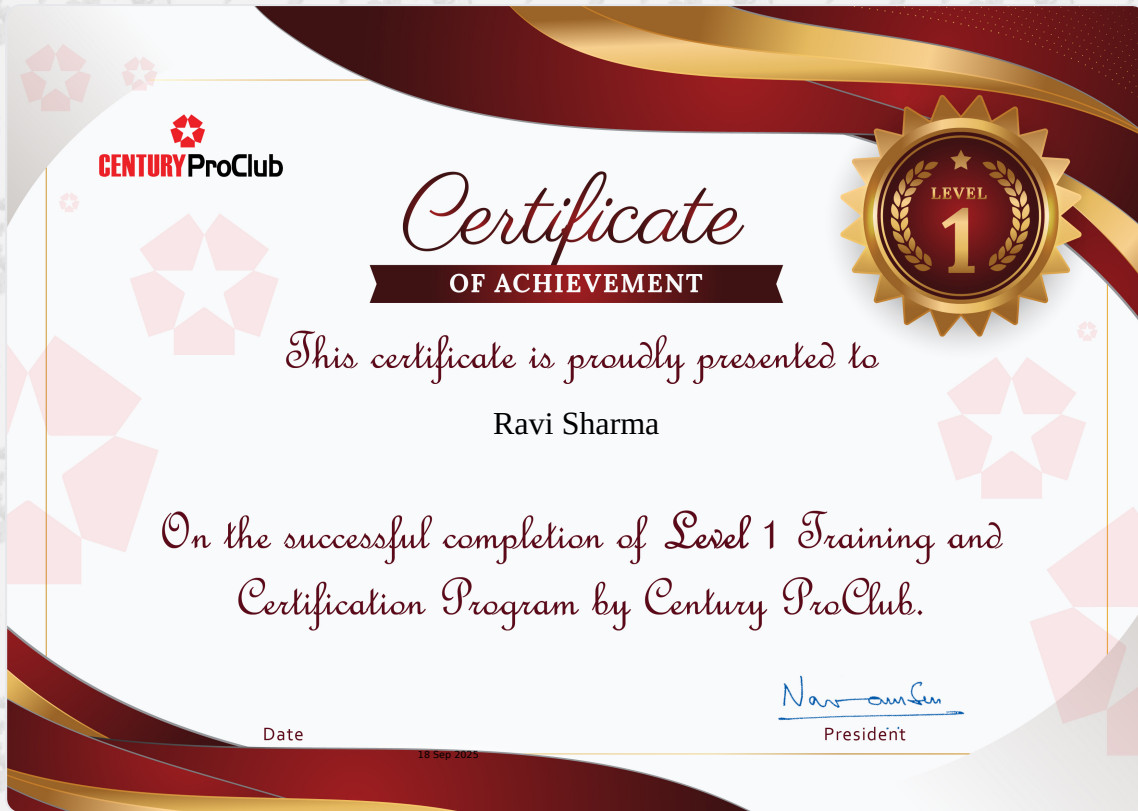 CENTURY ProClub
LEVEL
1
Certificate
OF ACHIEVEMENT
This certificate is proudly presented to
Ravi Sharma
On the successful completion of Level 1 Training and
Certification Program by Century ProClub.
Date
President
18 Sep 2025